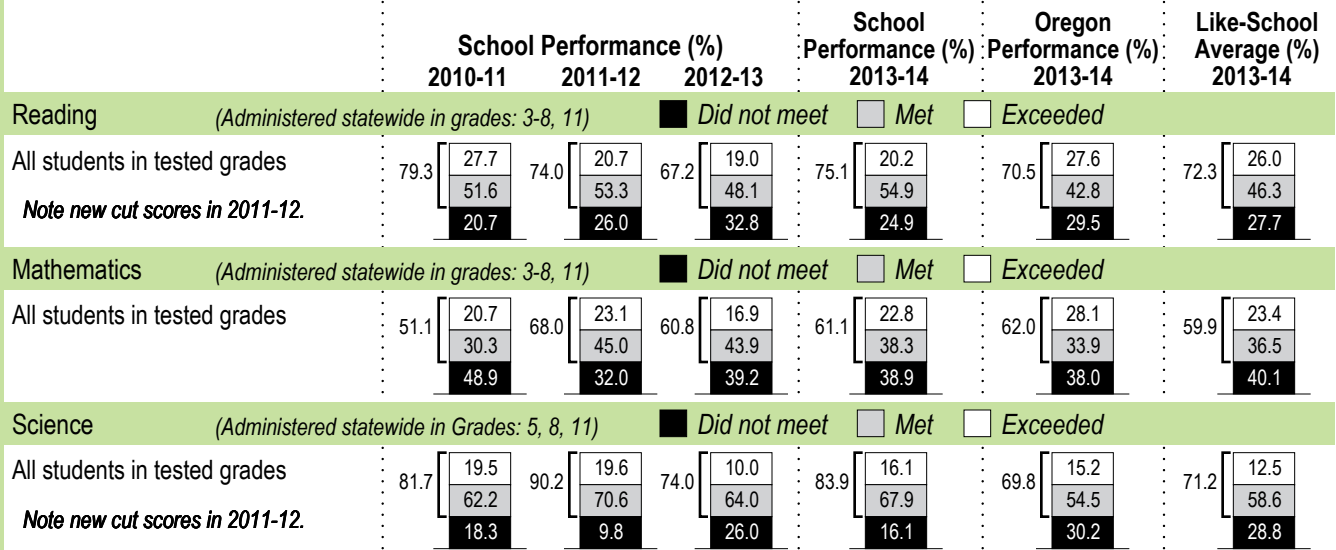 School Performance (%)
2010-11 2011-12 2012-13
School
Performance (%)
2013-14
Oregon
Performance (%)
2013-14
Like-School
Average (%)
2013-14
Reading (Administered statewide in grades: 3-8, 11) Did not meet Met Exceeded
All students in tested grades
Note new cut scores in 2011-12.
79.3 27.7 74.0 20.7 67.2 19.0 75.1 20.2 70.5 27.6 72.3 26.0
51.6 53.3 48.1 54.9 42.8 46.3
20.7 26.0 32.8 24.9 29.5 27.7
Mathematics (Administered statewide in grades: 3-8, 11) Did not meet Met Exceeded
All students in tested grades
51.1 20.7 68.0 23.1 60.8 16.9 61.1 22.8 62.0 28.1 59.9 23.4
30.3 45.0 43.9 38.3 33.9 36.5
48.9 32.0 39.2 38.9 38.0 40.1
Science (Administered statewide in Grades: 5, 8, 11) Did not meet Met Exceeded
All students in tested grades
Note new cut scores in 2011-12.
81.7 19.5 90.2 19.6 74.0 10.0 83.9 16.1 69.8 15.2 71.2 12.5
62.2 70.6 64.0 67.9 54.5 58.6
18.3 9.8 26.0 16.1 30.2 28.8